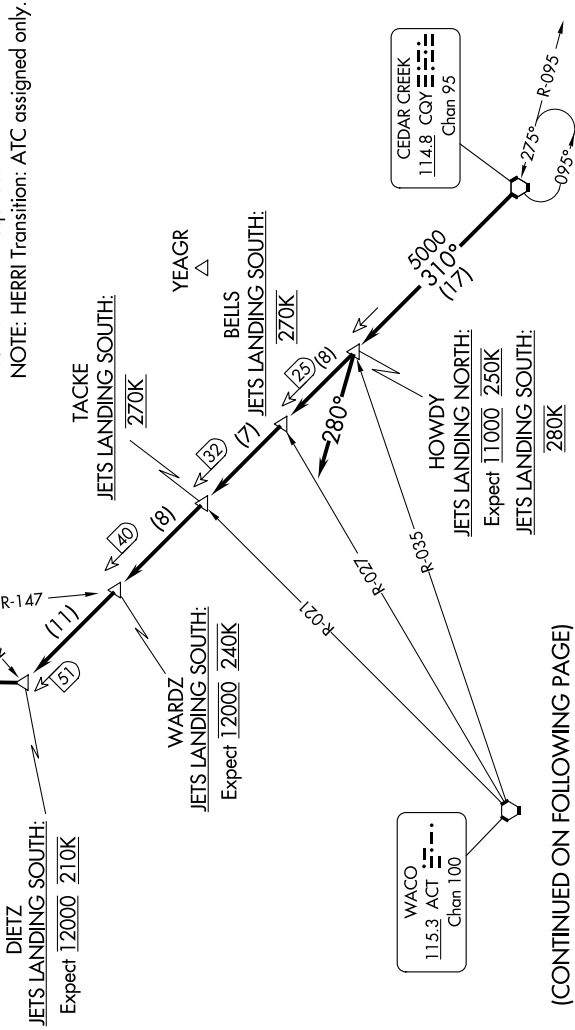 NOTE: HERRI Transition: ATC assigned only.
CEDAR CREEK
114.8 CQY
Chan 95
R-095
275°
095°
5000
310°
(17)
YEAGR
BELLS
JETS LANDING SOUTH:
270K
TACKE
JETS LANDING SOUTH:
270K
25
(8)
280°
(7)
32
(8)
40
R-147
(11)
51
HOWDY
JETS LANDING NORTH:
Expect 11000 250K
JETS LANDING SOUTH:
280K
WARDZ
JETS LANDING SOUTH:
Expect 12000 240K
DIETZ
JETS LANDING SOUTH:
Expect 12000 210K
R-021
R-027
R-035
WACO
115.3 ACT
Chan 100
(CONTINUED ON FOLLOWING PAGE)